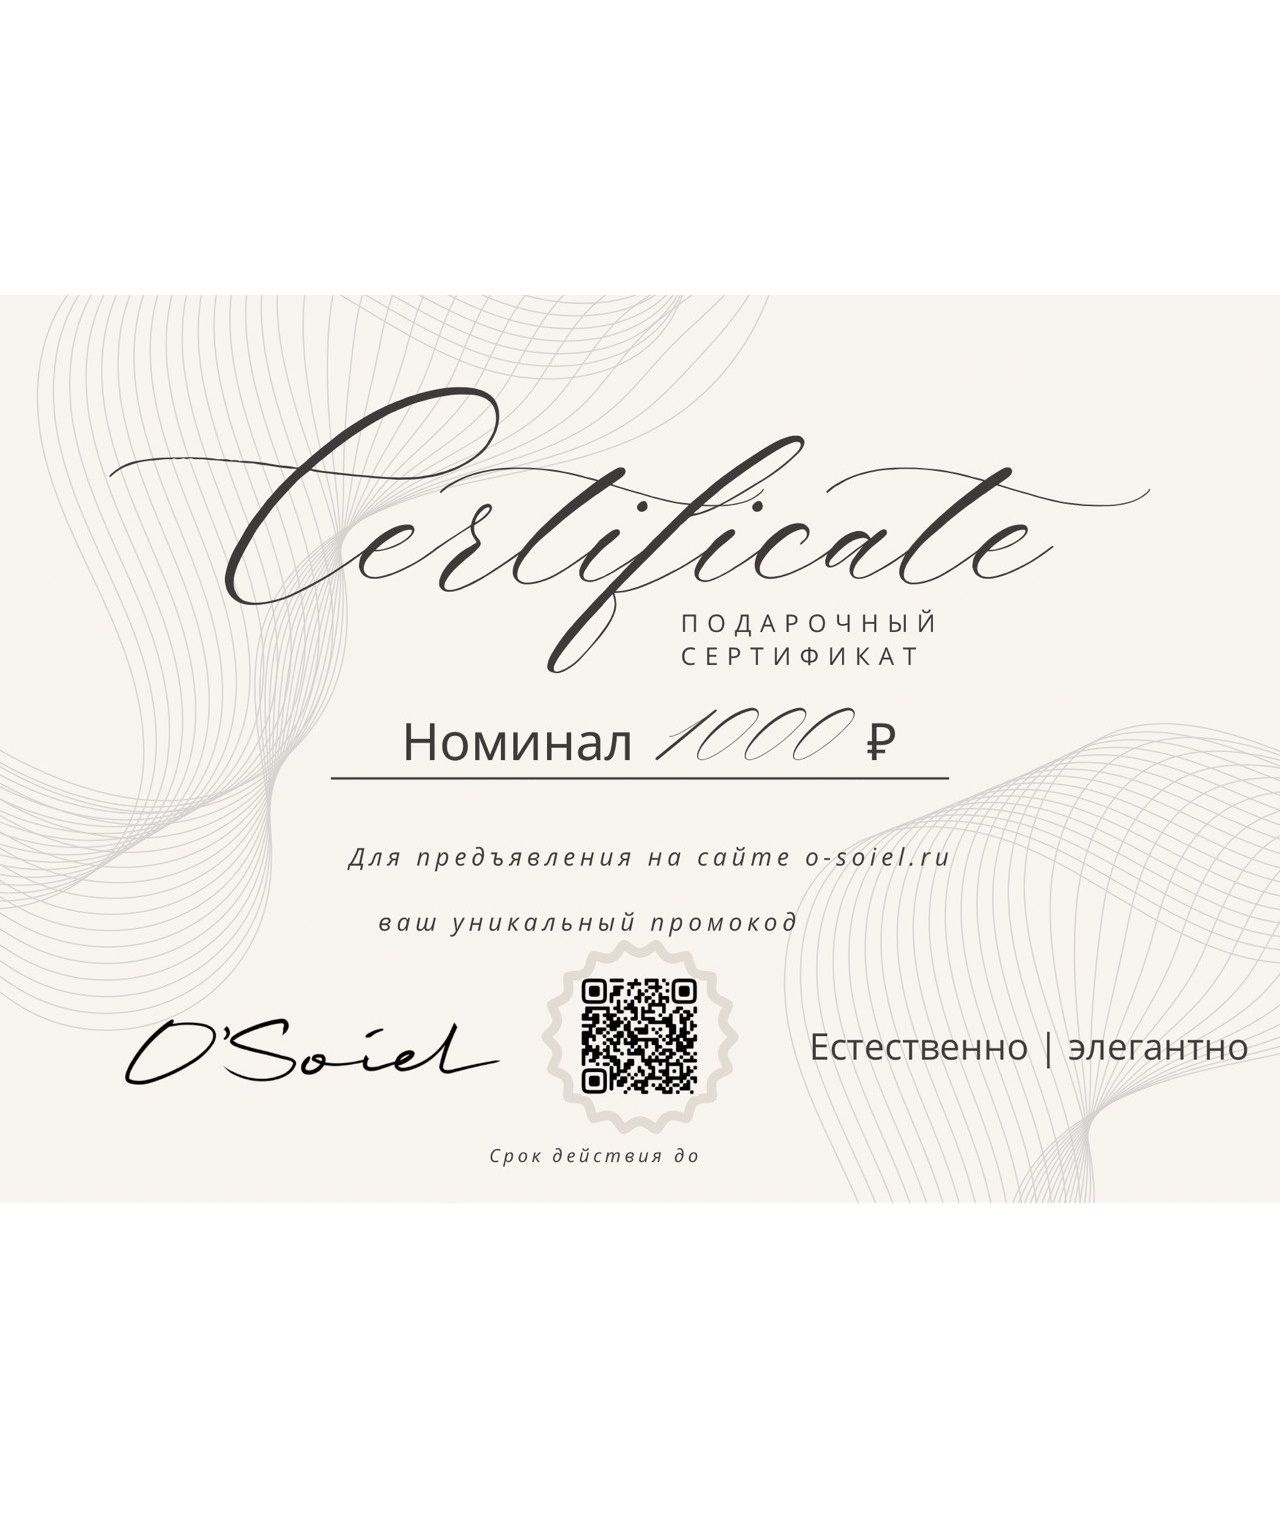 Certificate
ПОДАРОЧНЫЙ
СЕРТИФИКАТ
Номинал 1000 ₽
Для предъявления на сайте o-soiel.ru
ваш уникальный промокод
O'Soiel
Естественно | элегантно
Срок действия до